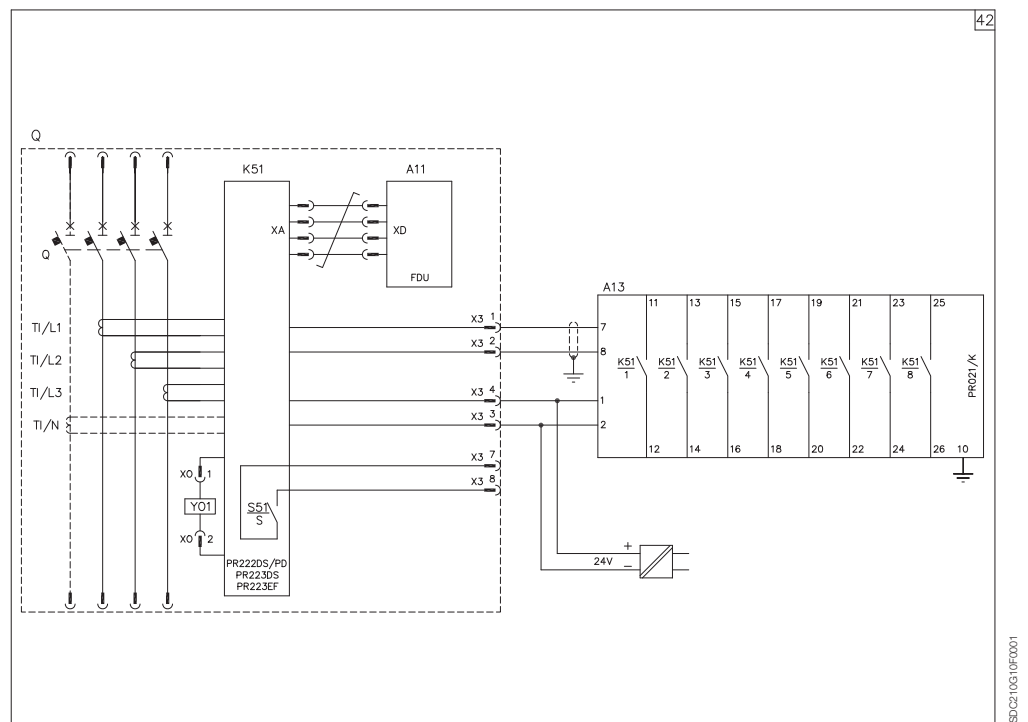 42
Q
K51
A11
XA
XD
FDU
Q
A13
11 13 15 17 19 21 23 25
TI/L1
X3 1
7
X3 2
8
TI/L2
K51/1 K51/2 K51/3 K51/4 K51/5 K51/6 K51/7 K51/8
PR021/K
TI/L3
X3 4
1
TI/N
X3 3
2
12 14 16 18 20 22 24 26 10
X3 7
X0 1
X3 8
Y01
S51/S
X0 2
+
24V
−
PR222DS/PD
PR223DS
PR223EF
SDC210G10F0001